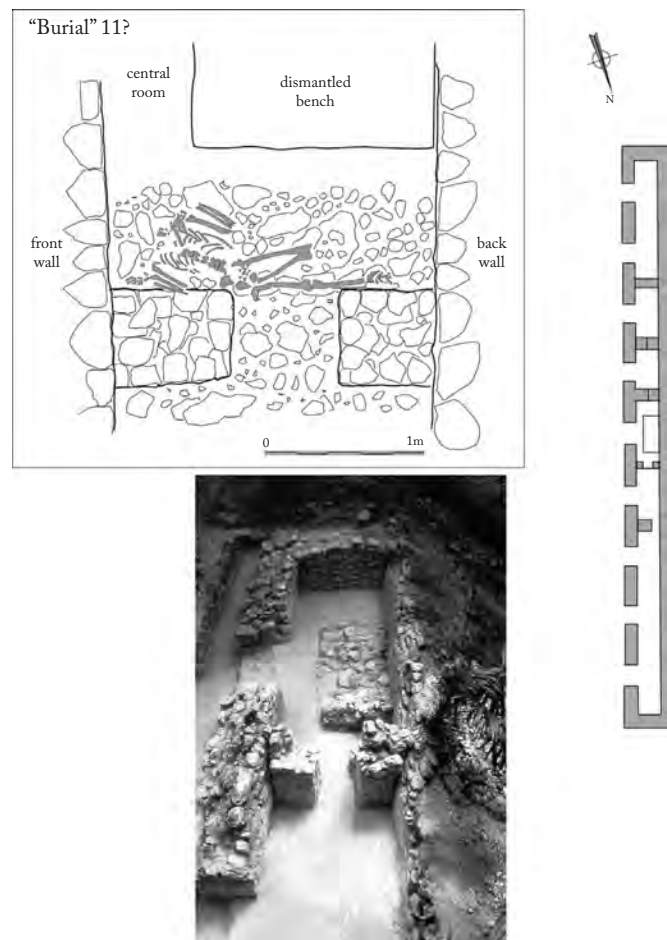 “Burial” 11?
central
room
dismantled
bench
front
wall
back
wall
0
1m
N